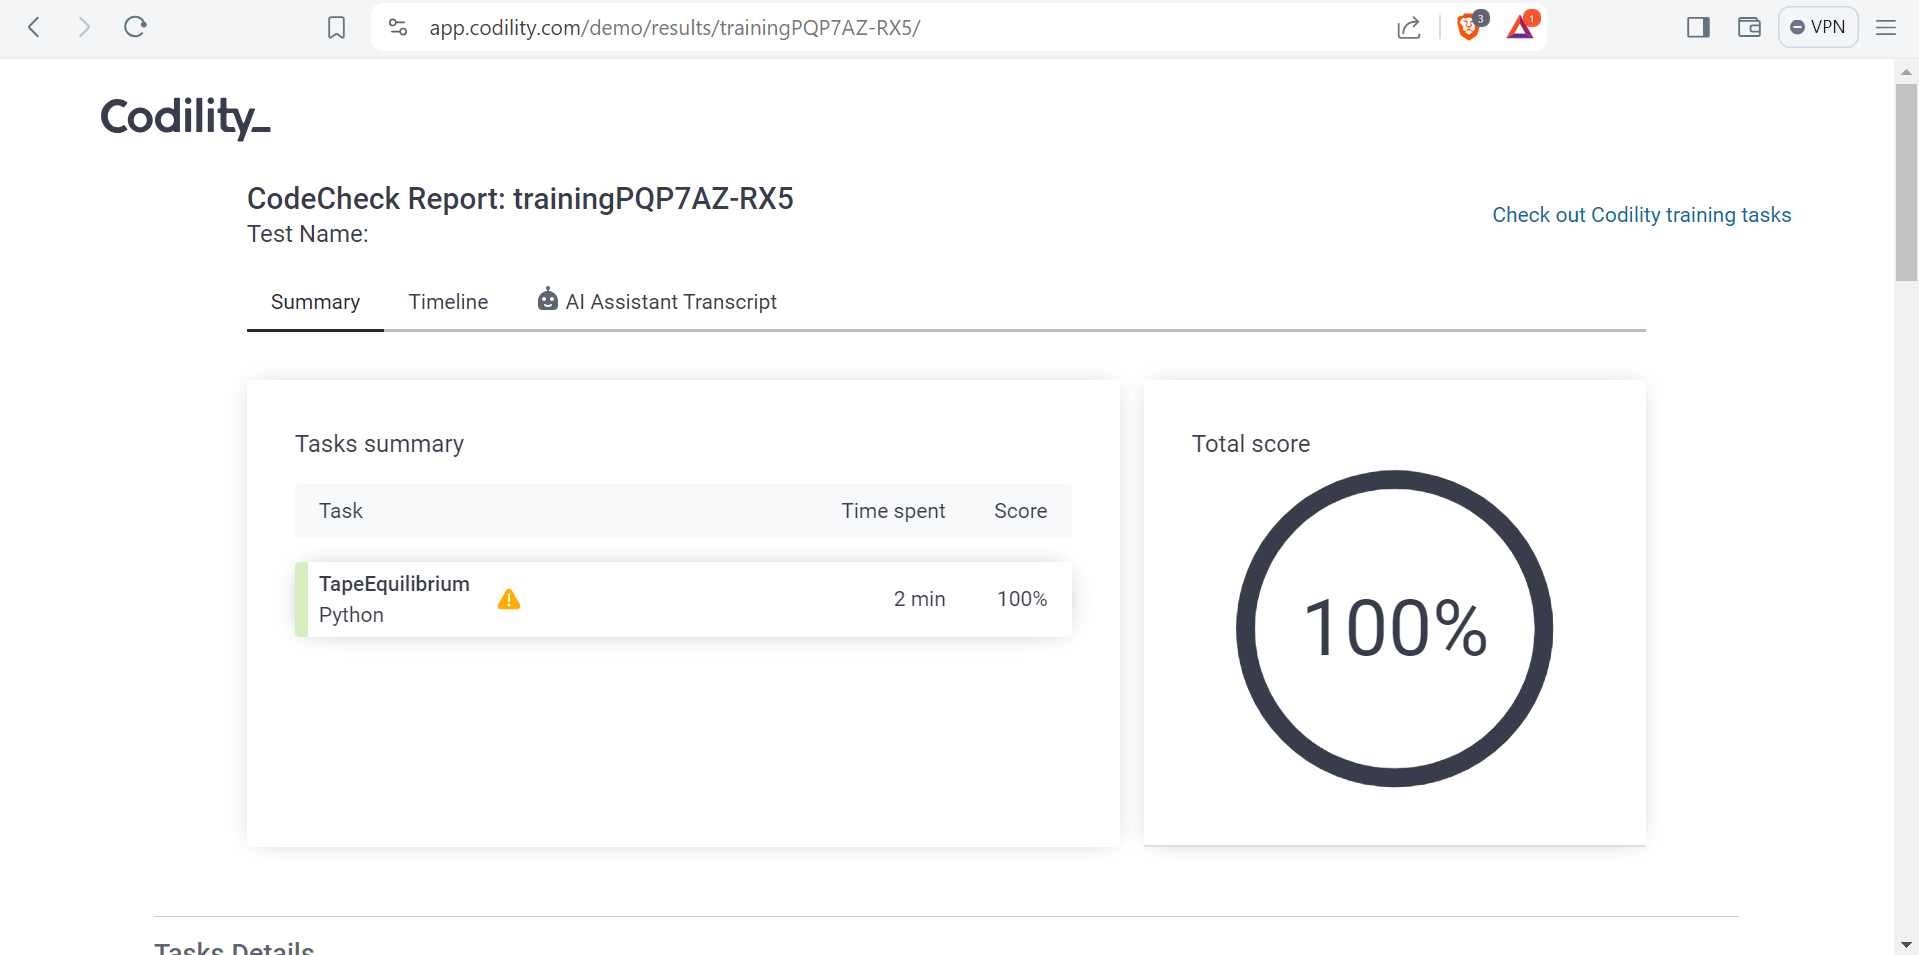 app.codility.com/demo/results/trainingPQP7AZ-RX5/
3
1
VPN
Codility_
CodeCheck Report: trainingPQP7AZ-RX5
Test Name:
Check out Codility training tasks
Summary
Timeline
AI Assistant Transcript
Tasks summary
Task
Time spent
Score
TapeEquilibrium
Python
2 min
100%
Total score
100%
Tasks Details